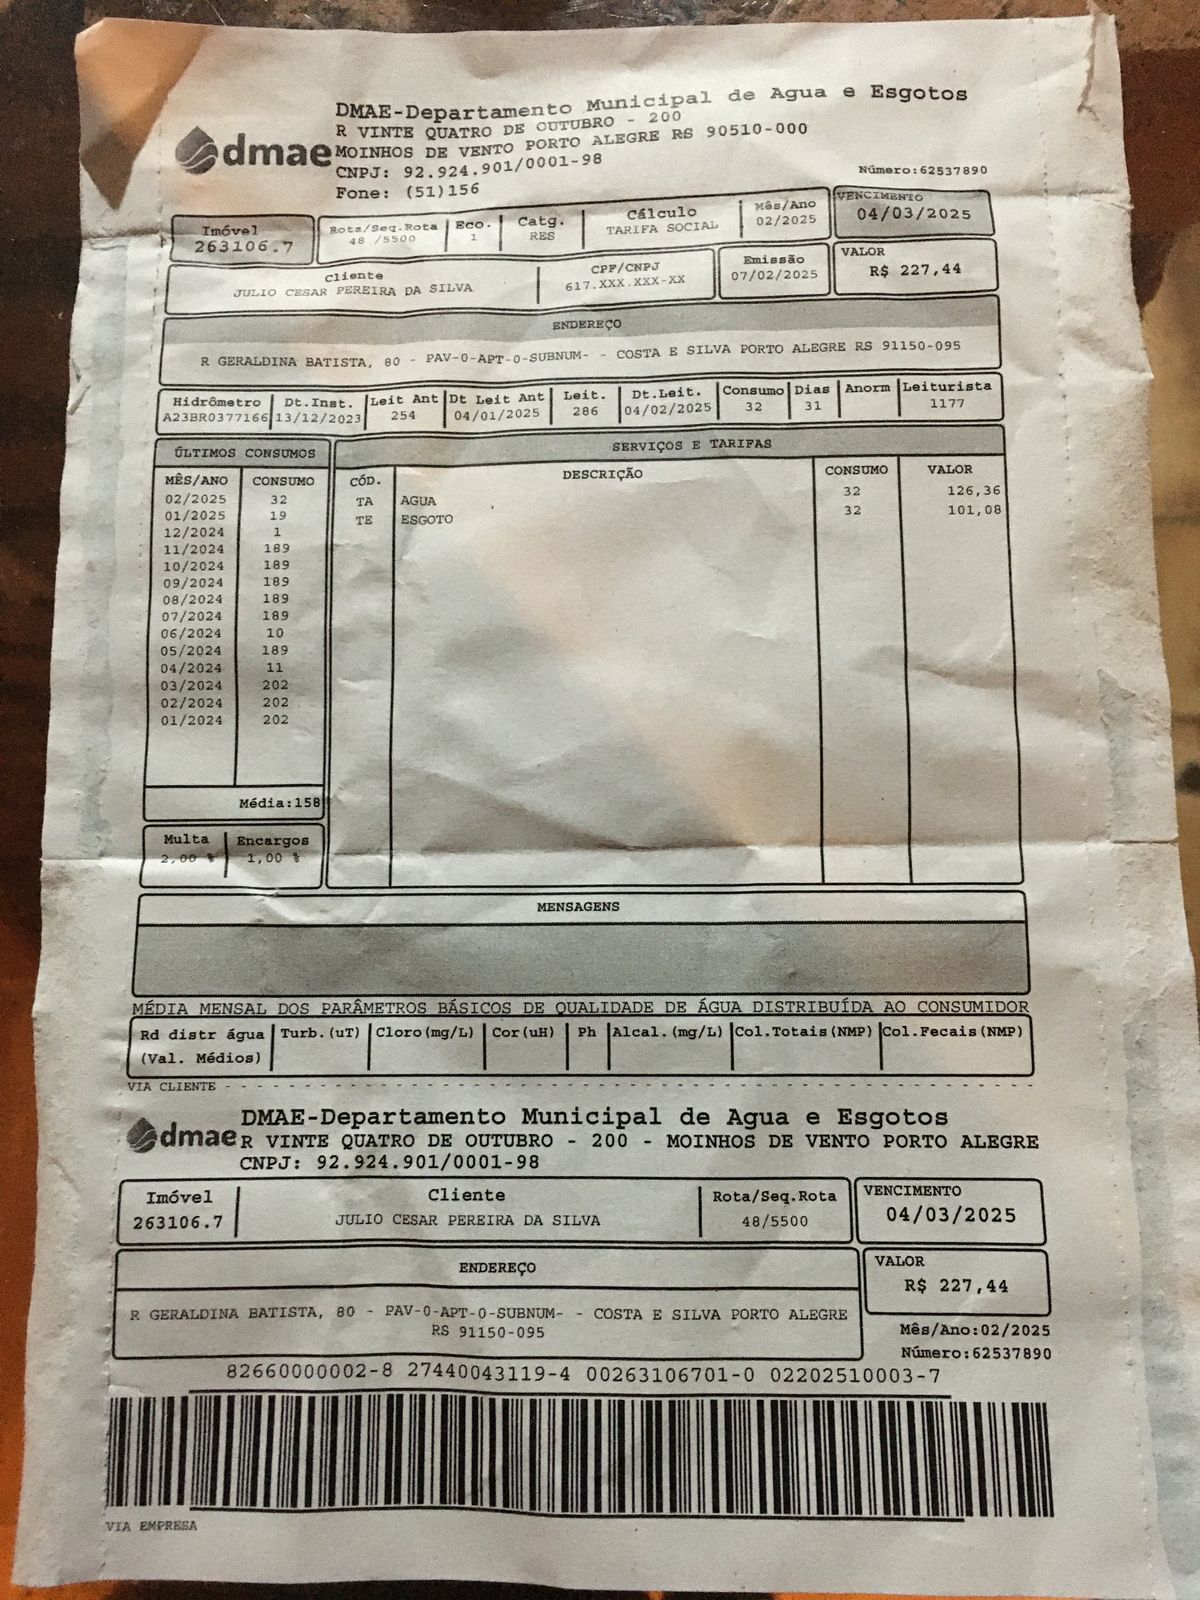 DMAE-Departamento Municipal de Agua e Esgotos
R VINTE QUATRO DE OUTUBRO - 200
dmae MOINHOS DE VENTO PORTO ALEGRE RS 90510-000
CNPJ: 92.924.901/0001-98
Fone: (51)156
Número:62537890
Imóvel Rota/Seq.Rota Eco. Catg. Cálculo Mês/Ano VENCIMENTO
263106.7 48 /5500 1 RES TARIFA SOCIAL 02/2025 04/03/2025
Cliente CPF/CNPJ Emissão VALOR
JULIO CESAR PEREIRA DA SILVA 617.XXX.XXX-XX 07/02/2025 R$ 227,44
ENDEREÇO
R GERALDINA BATISTA, 80 - PAV-0-APT-0-SUBNUM- - COSTA E SILVA PORTO ALEGRE RS 91150-095
Hidrômetro Dt.Inst. Leit Ant Dt Leit Ant Leit. Dt.Leit. Consumo Dias Anorm Leiturista
A23BR0377166 13/12/2023 254 04/01/2025 286 04/02/2025 32 31 1177
ÚLTIMOS CONSUMOS
MÊS/ANO CONSUMO
02/2025 32
01/2025 19
12/2024 1
11/2024 189
10/2024 189
09/2024 189
08/2024 189
07/2024 189
06/2024 10
05/2024 189
04/2024 11
03/2024 202
02/2024 202
01/2024 202
Média:158
Multa Encargos
2,00 % 1,00 %
SERVIÇOS E TARIFAS
CÓD. DESCRIÇÃO CONSUMO VALOR
TA AGUA 32 126,36
TE ESGOTO 32 101,08
MENSAGENS
MÉDIA MENSAL DOS PARÂMETROS BÁSICOS DE QUALIDADE DE ÁGUA DISTRIBUÍDA AO CONSUMIDOR
Rd distr água Turb.(uT) Cloro(mg/L) Cor(uH) Ph Alcal.(mg/L) Col.Totais(NMP) Col.Fecais(NMP)
(Val. Médios)
VIA CLIENTE
DMAE-Departamento Municipal de Agua e Esgotos
dmae R VINTE QUATRO DE OUTUBRO - 200 - MOINHOS DE VENTO PORTO ALEGRE
CNPJ: 92.924.901/0001-98
Imóvel Cliente Rota/Seq.Rota VENCIMENTO
263106.7 JULIO CESAR PEREIRA DA SILVA 48/5500 04/03/2025
ENDEREÇO VALOR
R$ 227,44
R GERALDINA BATISTA, 80 - PAV-0-APT-0-SUBNUM- - COSTA E SILVA PORTO ALEGRE
RS 91150-095
Mês/Ano:02/2025
Número:62537890
82660000002-8 27440043119-4 00263106701-0 02202510003-7
VIA EMPRESA